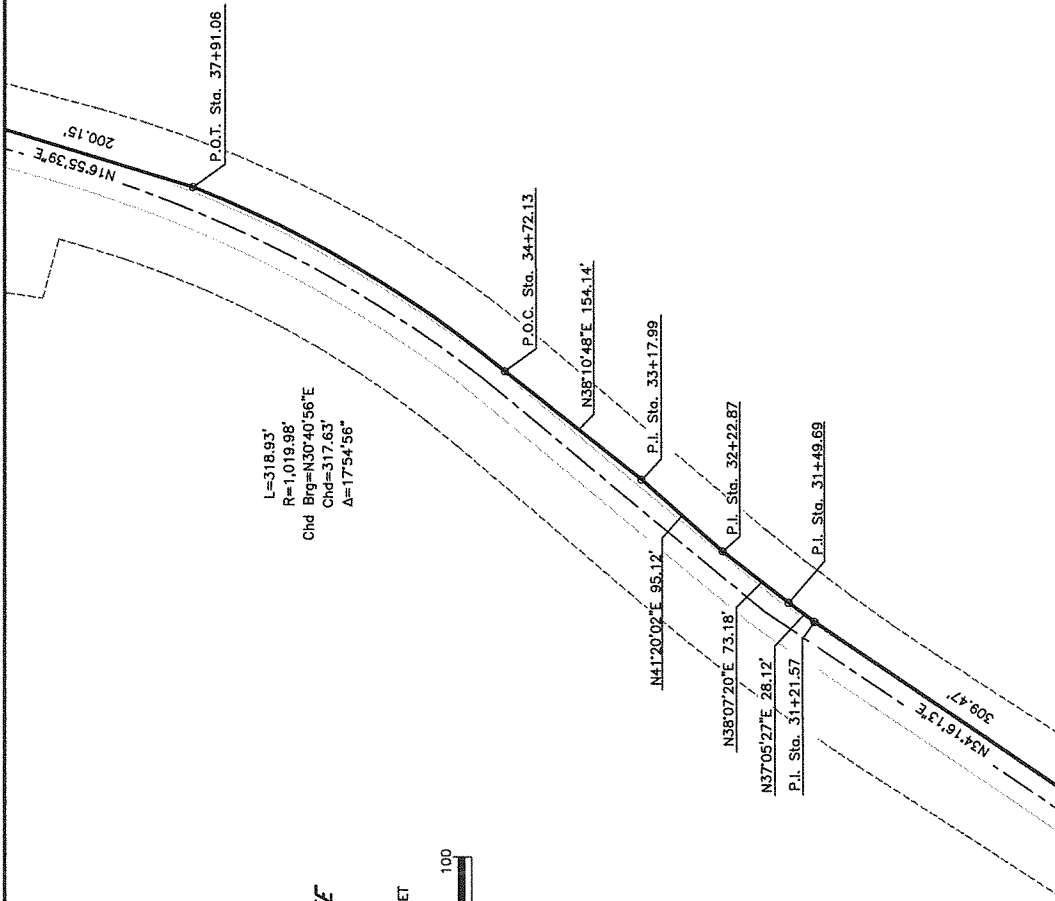 P.O.T. Sta. 37+91.06
200.15'
N16°55'39"E
P.O.C. Sta. 34+72.13
N38°10'48"E 154.14'
P.I. Sta. 33+17.99
L=318.93'
R=1,019.98'
Chd Brg=N30°40'56"E
Chd=317.63'
Δ=17°54'56"
P.I. Sta. 32+22.87
P.I. Sta. 31+49.69
N41°20'02"E 95.12'
N38°07'20"E 73.18'
N37°05'27"E 28.12'
P.I. Sta. 31+21.57
309.47'
N34°16'13"E
100